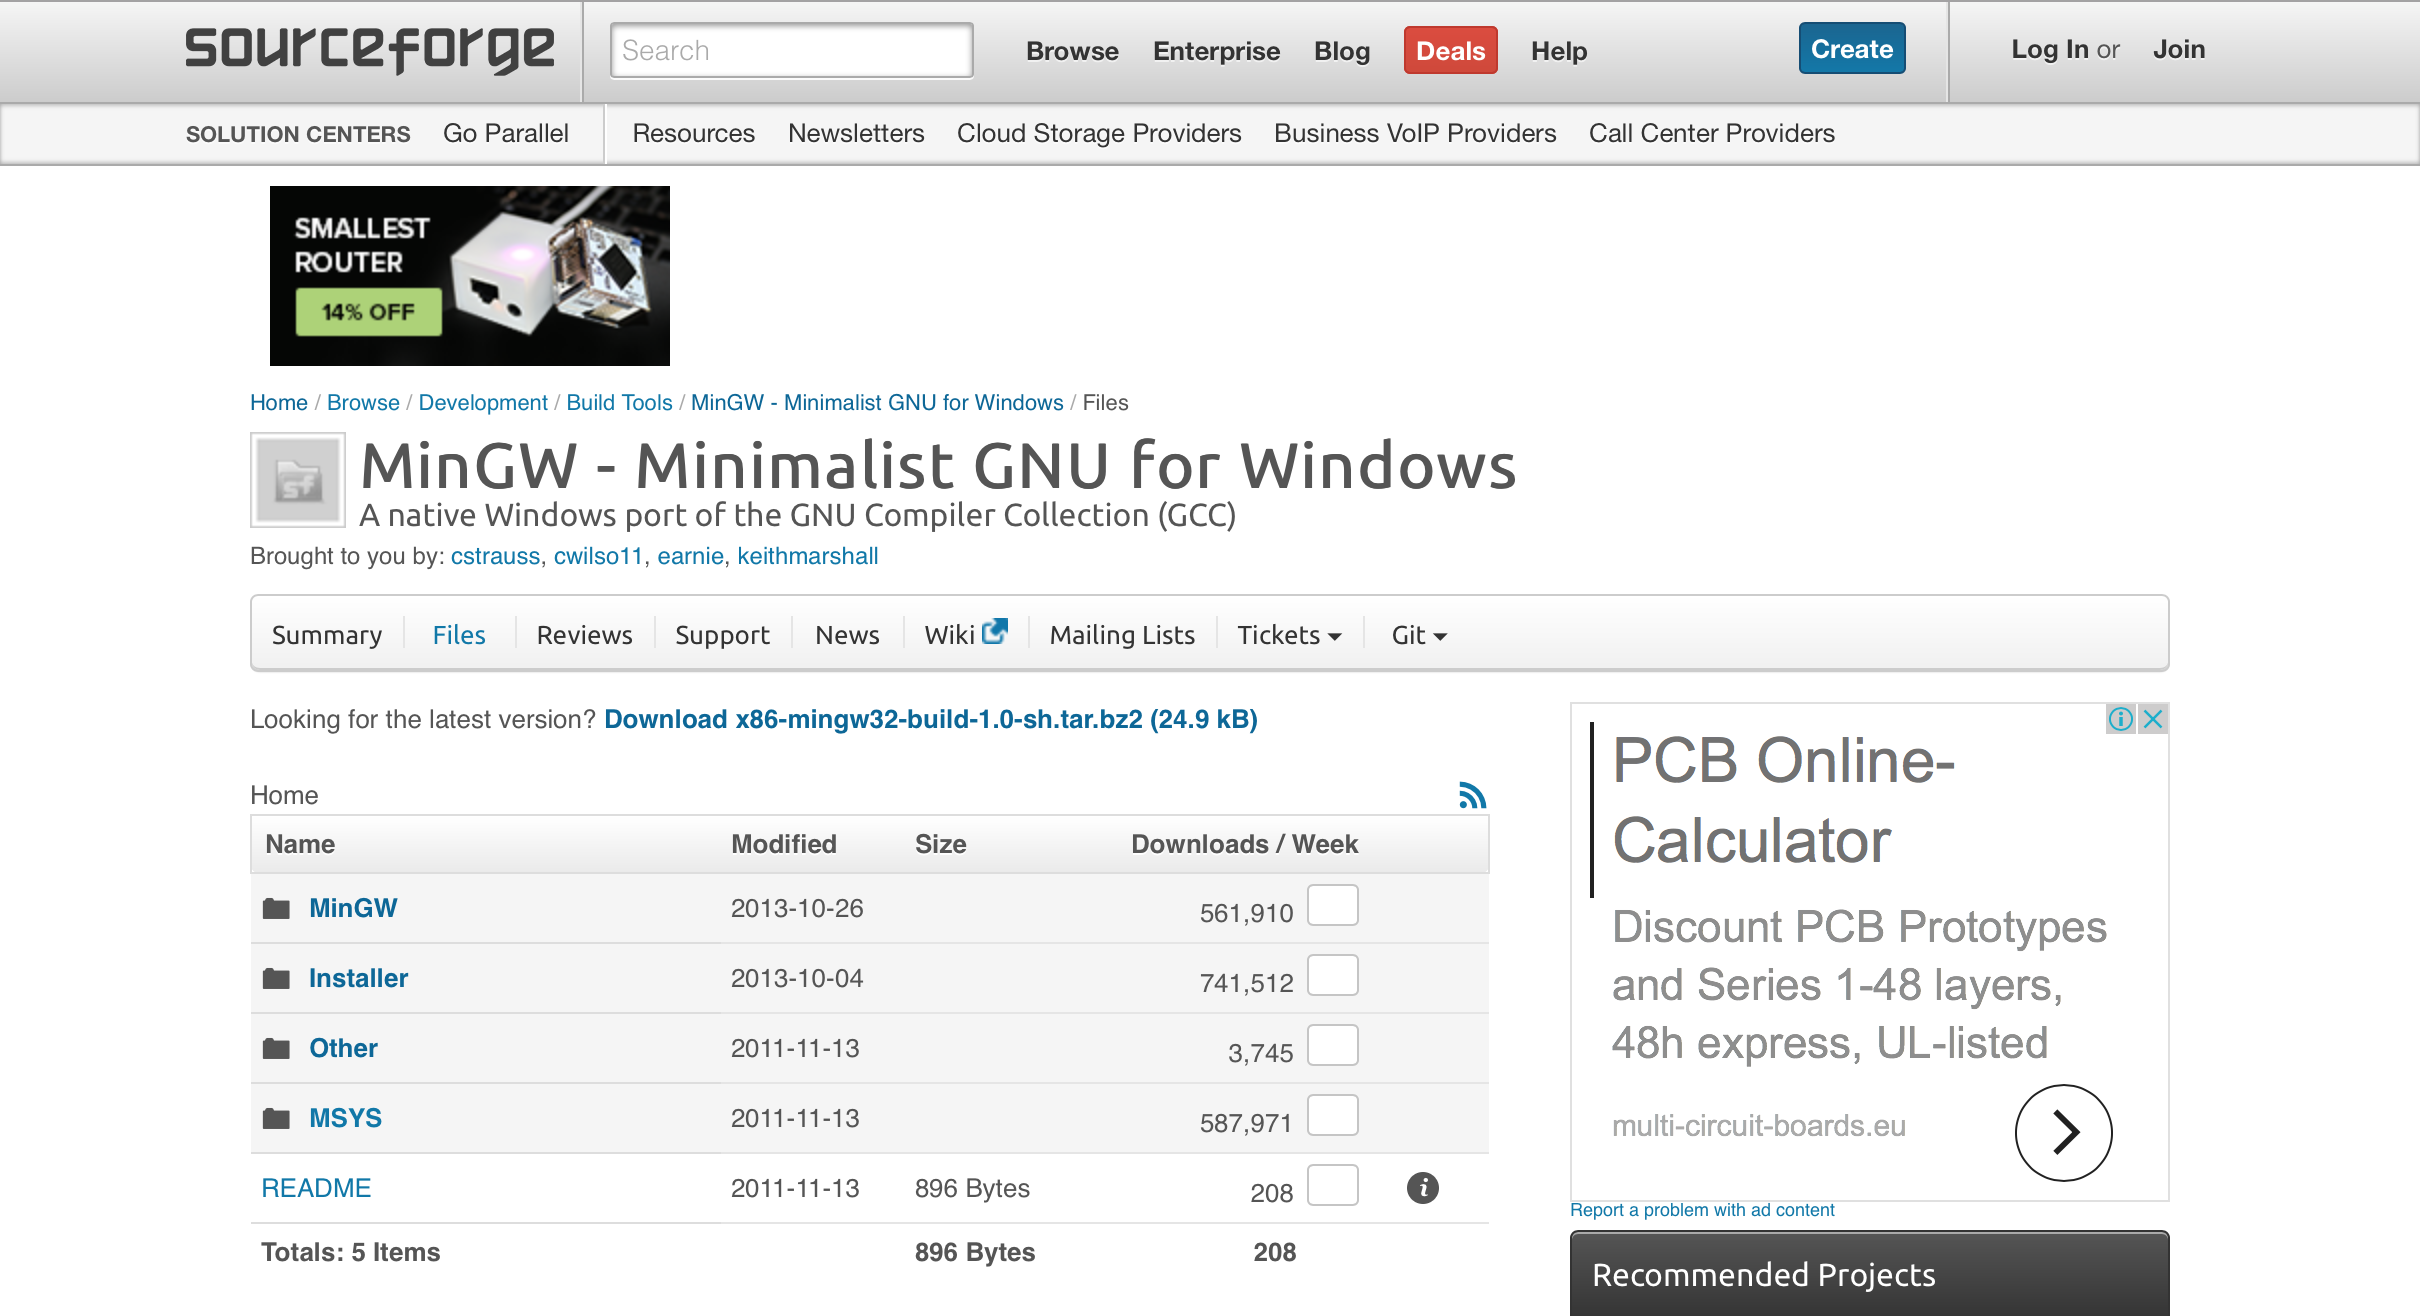 sourceforge
Search
Browse Enterprise Blog Deals Help
Create
Log In or Join
SOLUTION CENTERS Go Parallel Resources Newsletters Cloud Storage Providers Business VoIP Providers Call Center Providers
SMALLEST
ROUTER
14% OFF
Home / Browse / Development / Build Tools / MinGW - Minimalist GNU for Windows / Files
sf
MinGW - Minimalist GNU for Windows
A native Windows port of the GNU Compiler Collection (GCC)
Brought to you by: cstrauss, cwilso11, earnie, keithmarshall
Summary Files Reviews Support News Wiki Mailing Lists Tickets Git
Looking for the latest version? Download x86-mingw32-build-1.0-sh.tar.bz2 (24.9 kB)
Home
Name Modified Size Downloads / Week
MinGW 2013-10-26 561,910
Installer 2013-10-04 741,512
Other 2011-11-13 3,745
MSYS 2011-11-13 587,971
README 2011-11-13 896 Bytes 208
Totals: 5 Items 896 Bytes 208
PCB Online-
Calculator
Discount PCB Prototypes
and Series 1-48 layers,
48h express, UL-listed
multi-circuit-boards.eu
Report a problem with ad content
Recommended Projects